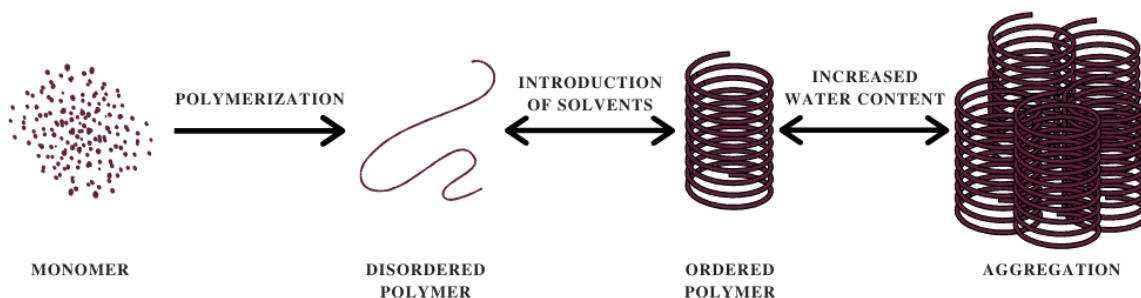 POLYMERIZATION
INTRODUCTION
OF SOLVENTS
INCREASED
WATER CONTENT
MONOMER
DISORDERED
POLYMER
ORDERED
POLYMER
AGGREGATION